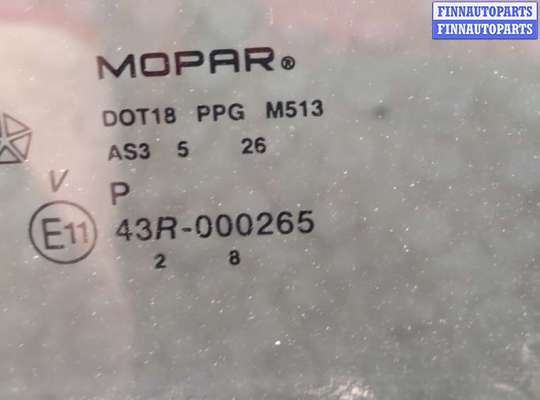 FINNAUTOPARTS
FINNAUTOPARTS
MOPAR®
DOT18 PPG M513
AS3 5 26
V P
E11 43R-000265
2 8